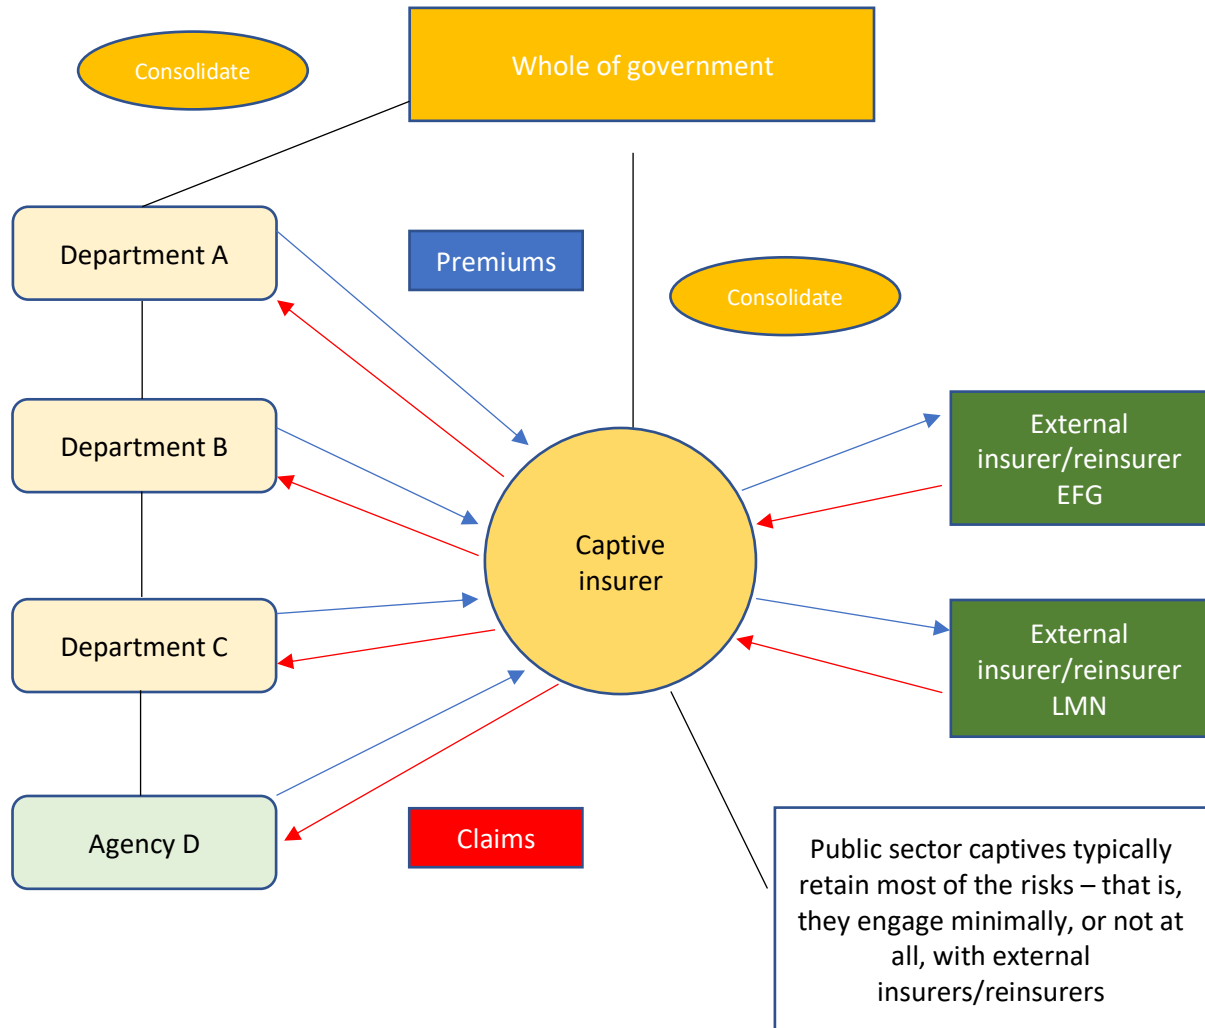 Consolidate
Whole of government
Department A
Premiums
Consolidate
Department B
External
insurer/reinsurer
EFG
Captive
insurer
Department C
External
insurer/reinsurer
LMN
Agency D
Claims
Public sector captives typically
retain most of the risks – that is,
they engage minimally, or not at
all, with external
insurers/reinsurers